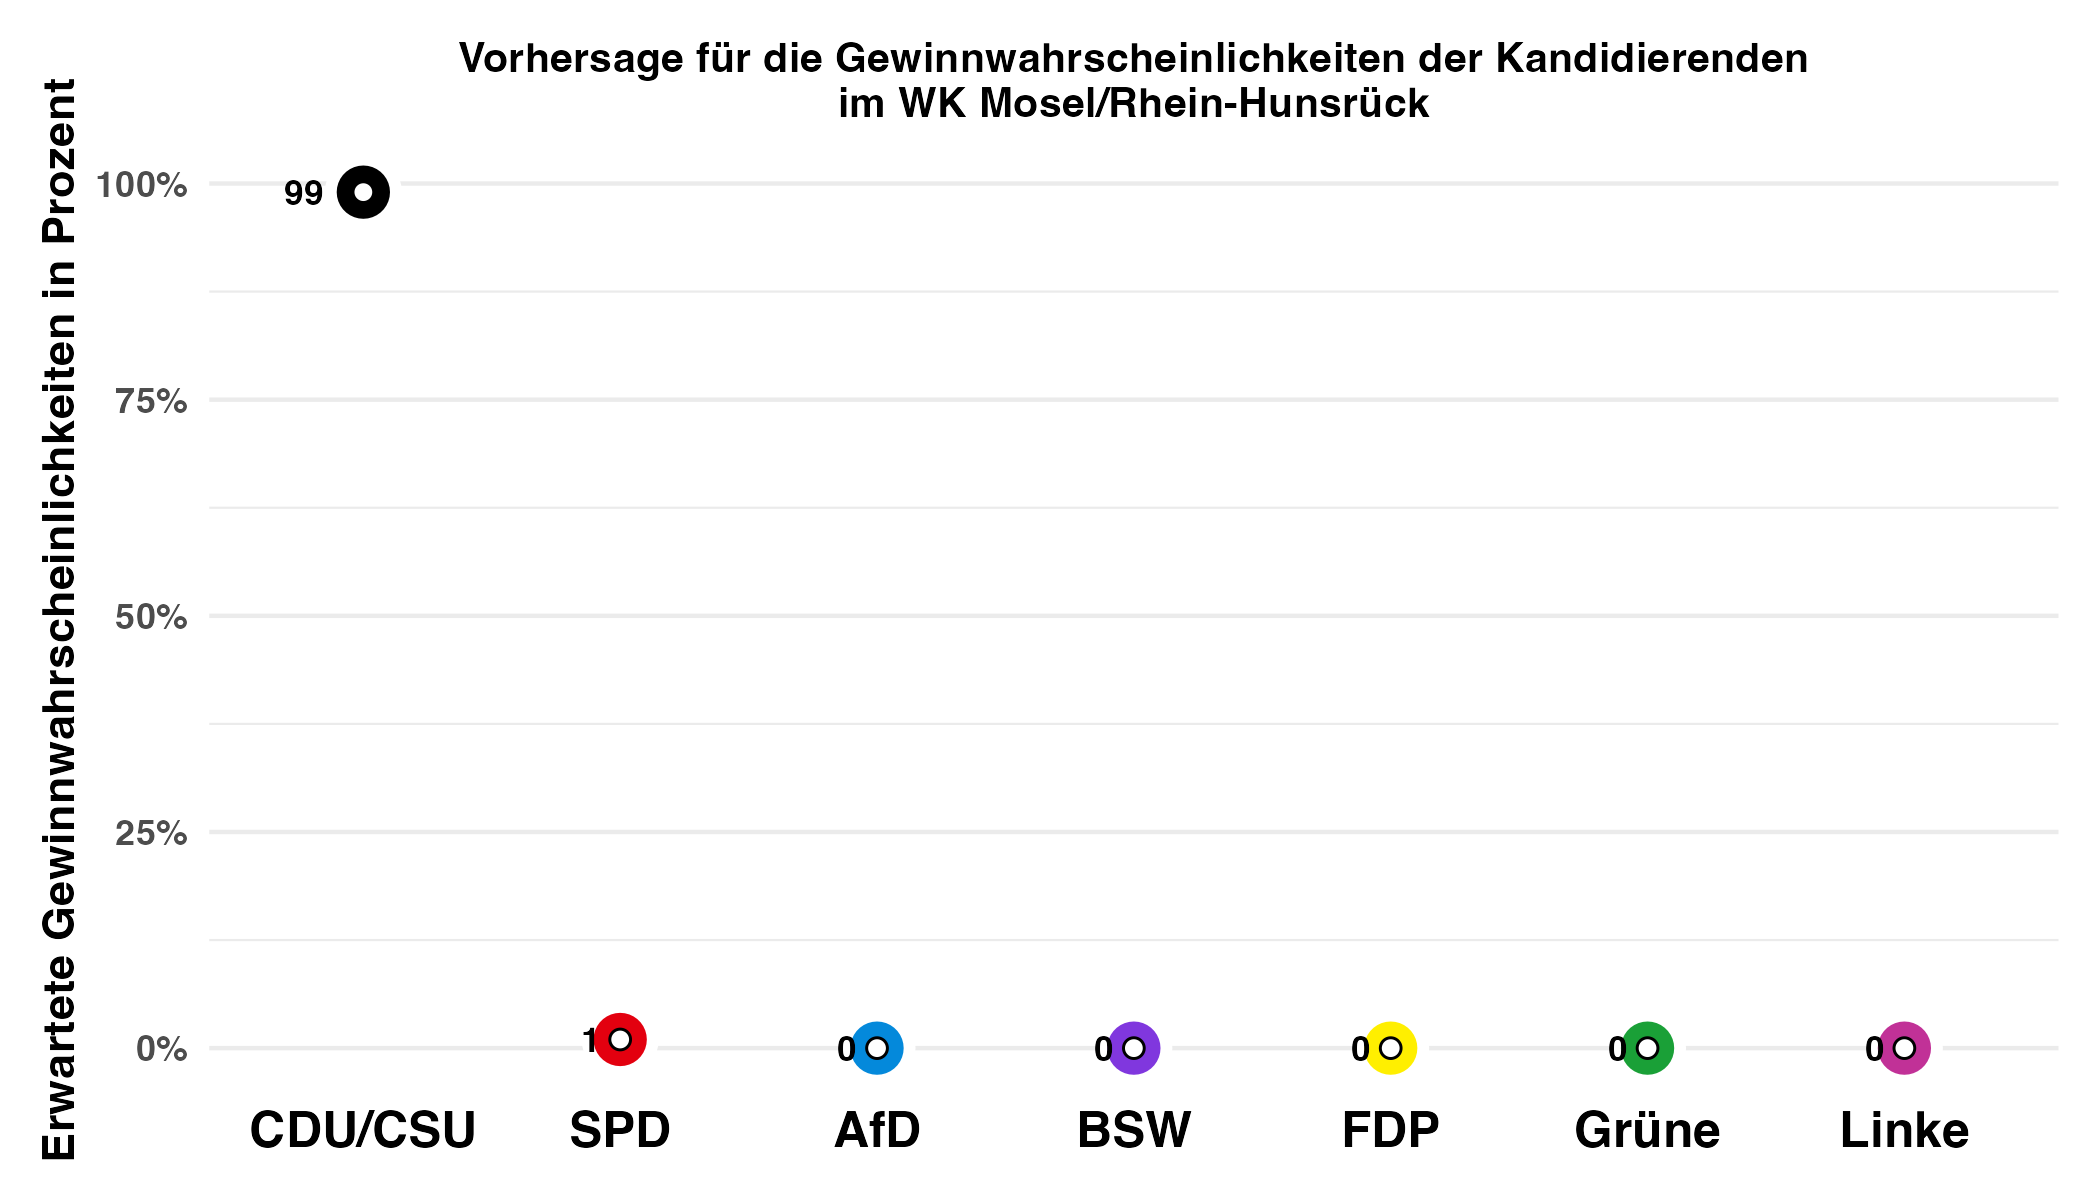 Vorhersage für die Gewinnwahrscheinlichkeiten der Kandidierenden
im WK Mosel/Rhein-Hunsrück
Erwartete Gewinnwahrscheinlichkeiten in Prozent
100%
75%
50%
25%
0%
99
1
0
0
0
0
0
CDU/CSU
SPD
AfD
BSW
FDP
Grüne
Linke